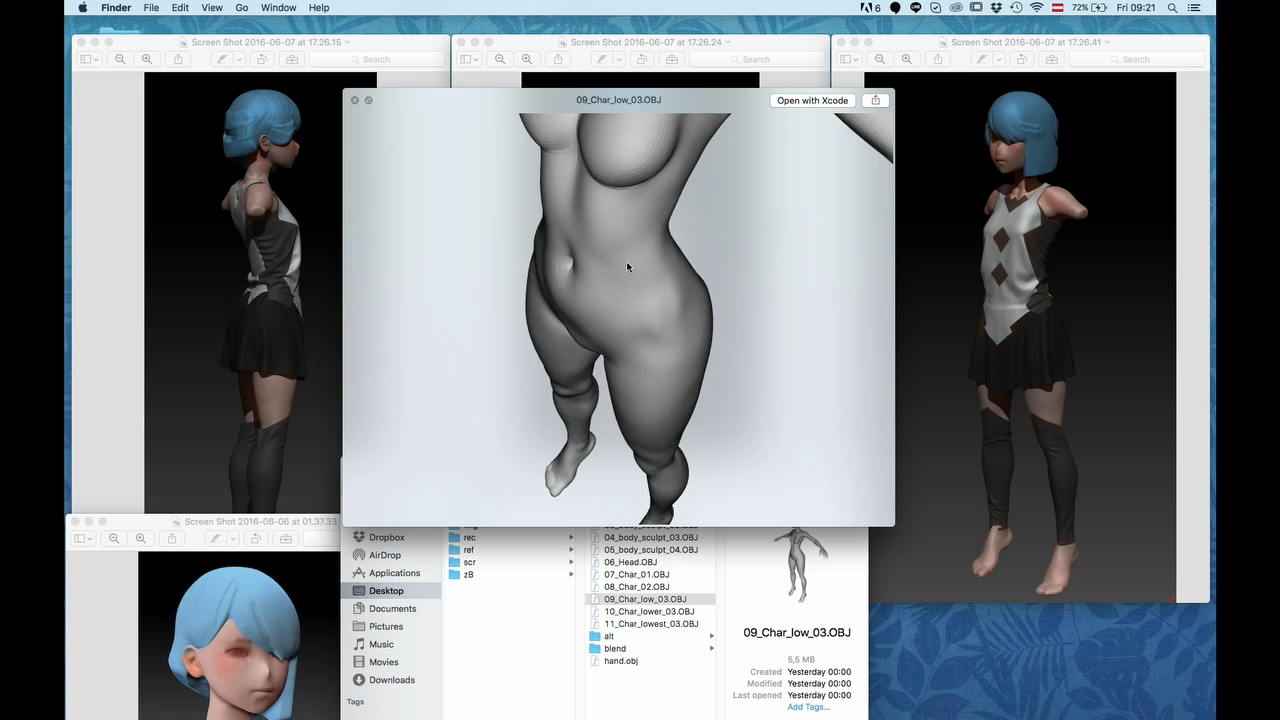 Finder File Edit View Go Window Help 6 72% Fri 09:21
Screen Shot 2016-06-07 at 17.26.15
Search
Screen Shot 2016-06-07 at 17.26.24
Search
Screen Shot 2016-06-07 at 17.26.41
Search
09_Char_low_03.OBJ
Open with Xcode
Screen Shot 2016-06-06 at 01.37.33
Dropbox
AirDrop
Applications
Desktop
Documents
Pictures
Music
Movies
Downloads
Tags
rec
ref
scr
zB
04_body_sculpt_03.OBJ
05_body_sculpt_04.OBJ
06_Head.OBJ
07_Char_01.OBJ
08_Char_02.OBJ
09_Char_low_03.OBJ
10_Char_lower_03.OBJ
11_Char_lowest_03.OBJ
alt
blend
hand.obj
09_Char_low_03.OBJ
5,5 MB
Created Yesterday 00:00
Modified Yesterday 00:00
Last opened Yesterday 00:00
Add Tags...